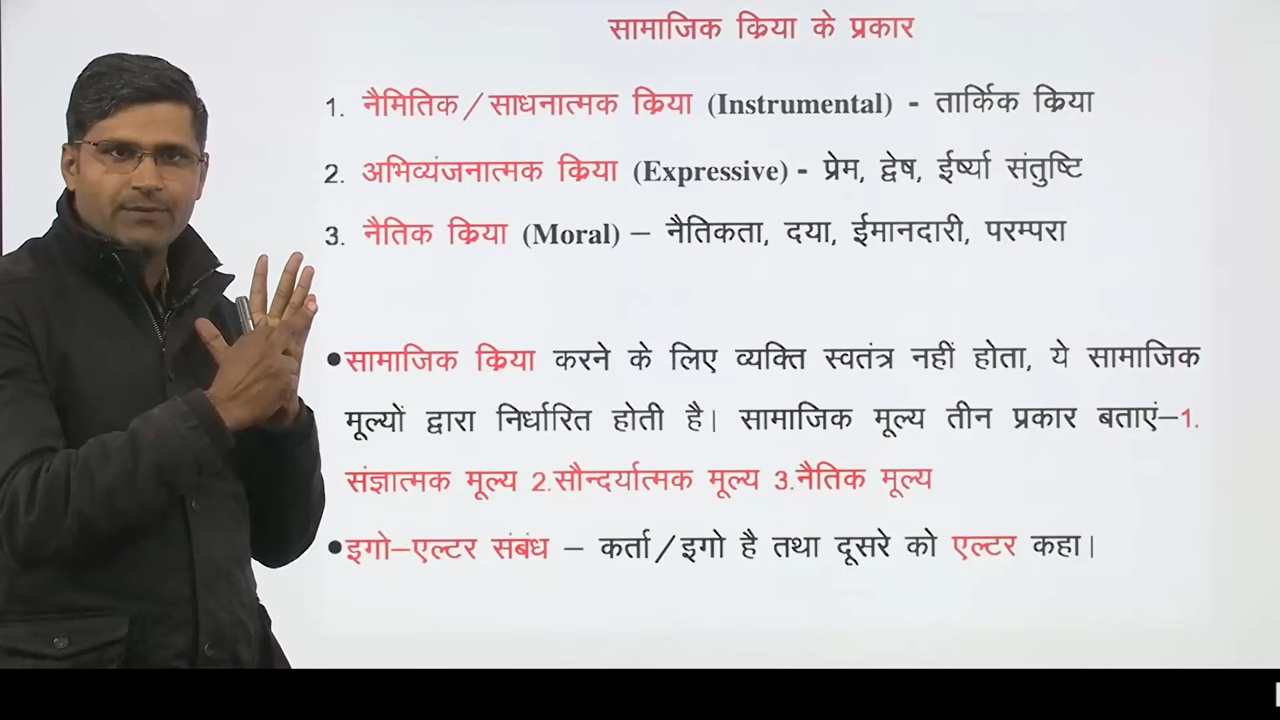 सामाजिक क्रिया के प्रकार
1. नैमितिक/साधनात्मक क्रिया (Instrumental) - तार्किक क्रिया
2. अभिव्यंजनात्मक क्रिया (Expressive) - प्रेम, द्वेष, ईर्ष्या संतुष्टि
3. नैतिक क्रिया (Moral) – नैतिकता, दया, ईमानदारी, परम्परा
●सामाजिक क्रिया करने के लिए व्यक्ति स्वतंत्र नहीं होता, ये सामाजिक
मूल्यों द्वारा निर्धारित होती है। सामाजिक मूल्य तीन प्रकार बताएं–1.
संज्ञात्मक मूल्य 2.सौन्दर्यात्मक मूल्य 3.नैतिक मूल्य
●इगो–एल्टर संबंध – कर्ता/इगो है तथा दूसरे को एल्टर कहा।